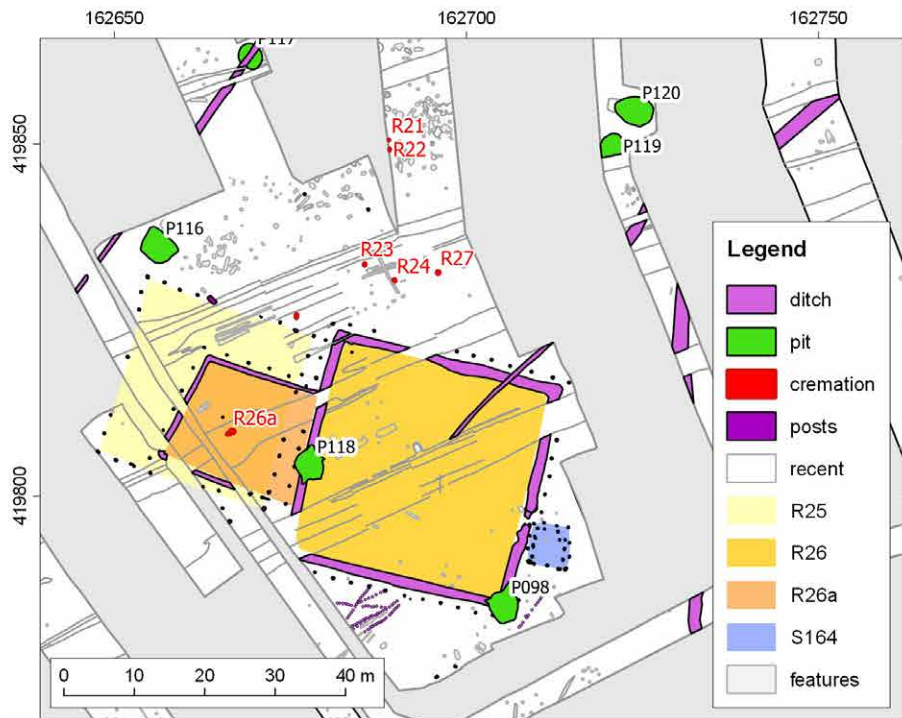 162650
162700
162750
P117
P120
R21
419850
R22
P119
P116
R23
R24
R27
Legend
ditch
pit
cremation
posts
recent
R25
R26
R26a
S164
features
R26a
P118
419800
P098
0 10 20 30 40 m